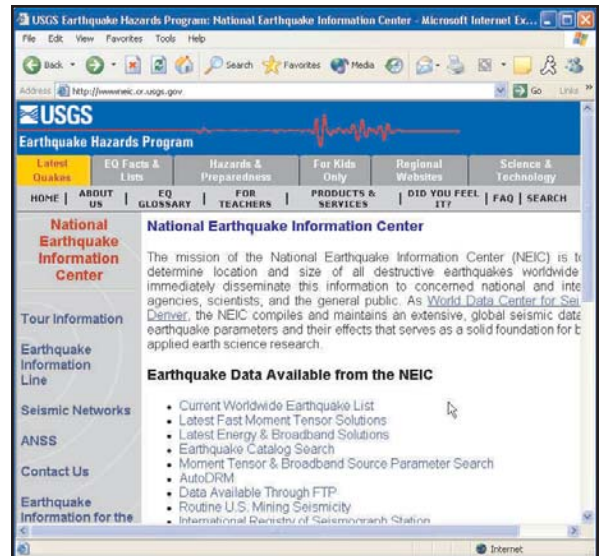 USGS Earthquake Hazards Program: National Earthquake Information Center - Microsoft Internet Ex...
File Edit View Favorites Tools Help
Back Search Favorites Media
Address http://wwwneic.cr.usgs.gov Go Links »
USGS
Earthquake Hazards Program
Latest Quakes EQ Facts & Lists Hazards & Preparedness For Kids Only Regional Websites Science & Technology
HOME | ABOUT US | EQ GLOSSARY | FOR TEACHERS | PRODUCTS & SERVICES | DID YOU FEEL IT? | FAQ | SEARCH
National
Earthquake
Information
Center
Tour Information
Earthquake
Information
Line
Seismic Networks
ANSS
Contact Us
Earthquake
Information for the
National Earthquake Information Center
The mission of the National Earthquake Information Center (NEIC) is to
determine location and size of all destructive earthquakes worldwide
immediately disseminate this information to concerned national and inte
agencies, scientists, and the general public. As World Data Center for Sei
Denver, the NEIC compiles and maintains an extensive, global seismic data
earthquake parameters and their effects that serves as a solid foundation for b
applied earth science research.
Earthquake Data Available from the NEIC
• Current Worldwide Earthquake List
• Latest Fast Moment Tensor Solutions
• Latest Energy & Broadband Solutions
• Earthquake Catalog Search
• Moment Tensor & Broadband Source Parameter Search
• AutoDRM
• Data Available Through FTP
• Routine U.S. Mining Seismicity
• International Registry of Seismograph Station
Internet